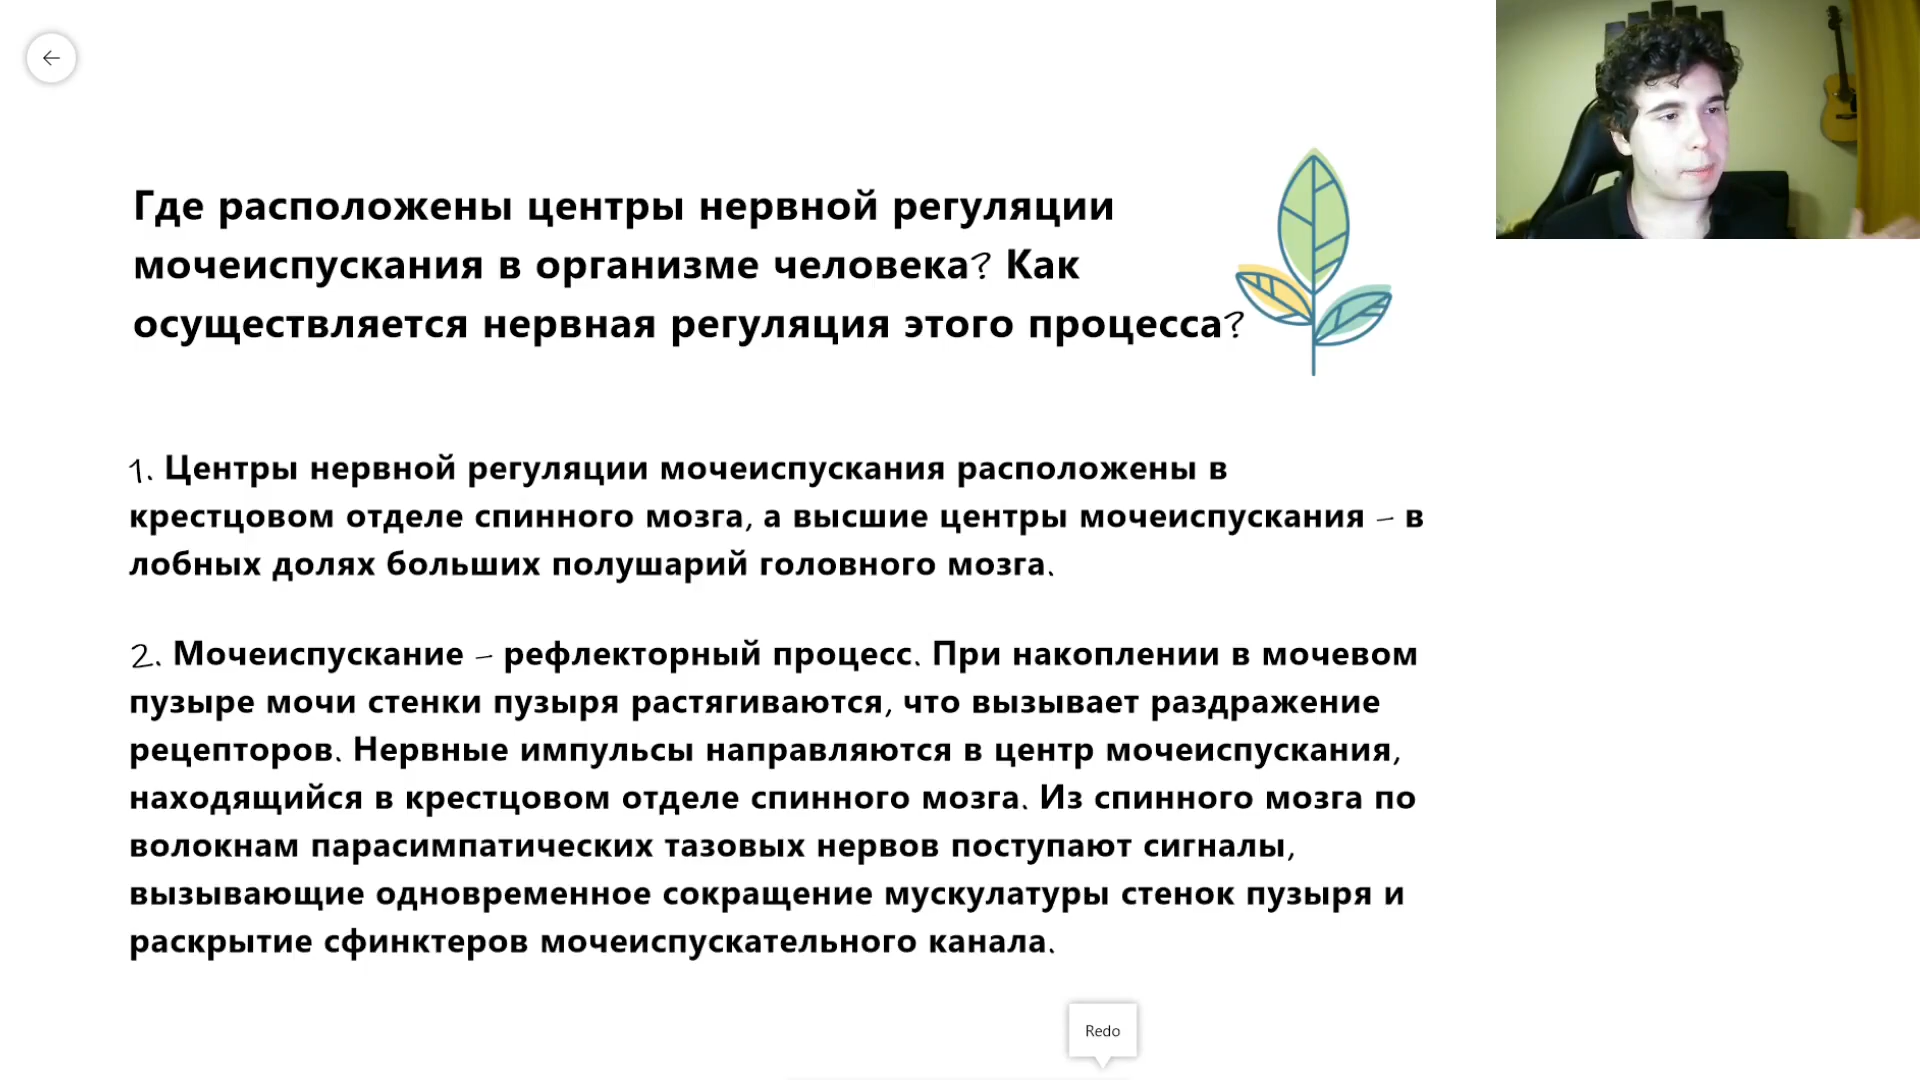 Где расположены центры нервной регуляции
мочеиспускания в организме человека? Как
осуществляется нервная регуляция этого процесса?
1. Центры нервной регуляции мочеиспускания расположены в
крестцовом отделе спинного мозга, а высшие центры мочеиспускания – в
лобных долях больших полушарий головного мозга.
2. Мочеиспускание – рефлекторный процесс. При накоплении в мочевом
пузыре мочи стенки пузыря растягиваются, что вызывает раздражение
рецепторов. Нервные импульсы направляются в центр мочеиспускания,
находящийся в крестцовом отделе спинного мозга. Из спинного мозга по
волокнам парасимпатических тазовых нервов поступают сигналы,
вызывающие одновременное сокращение мускулатуры стенок пузыря и
раскрытие сфинктеров мочеиспускательного канала.
Redo